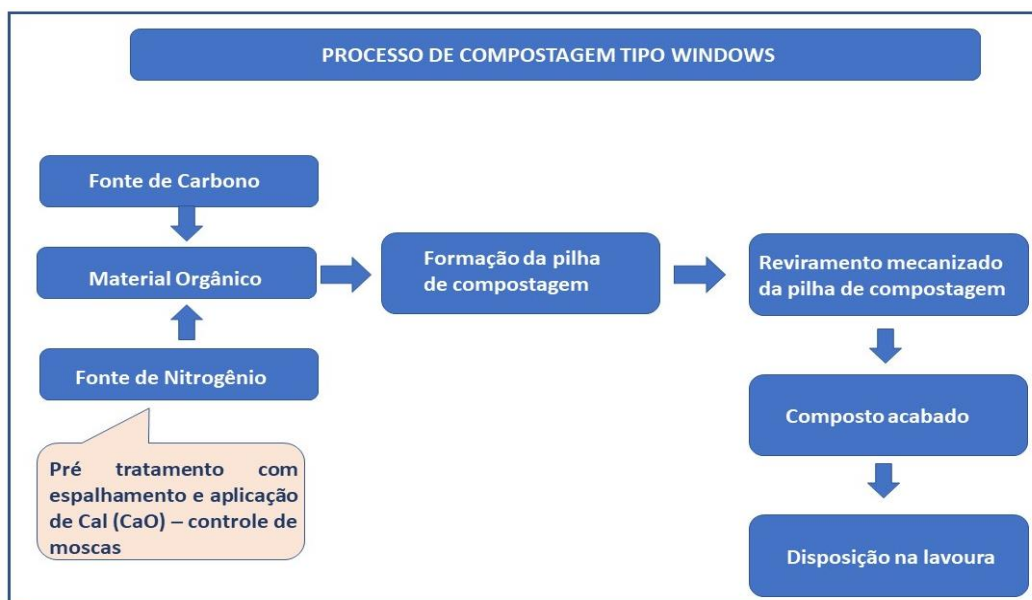 PROCESSO DE COMPOSTAGEM TIPO WINDOWS
Fonte de Carbono
Material Orgânico
Fonte de Nitrogênio
Pré tratamento com
espalhamento e aplicação
de Cal (CaO) – controle de
moscas
Formação da pilha
de compostagem
Reviramento mecanizado
da pilha de compostagem
Composto acabado
Disposição na lavoura